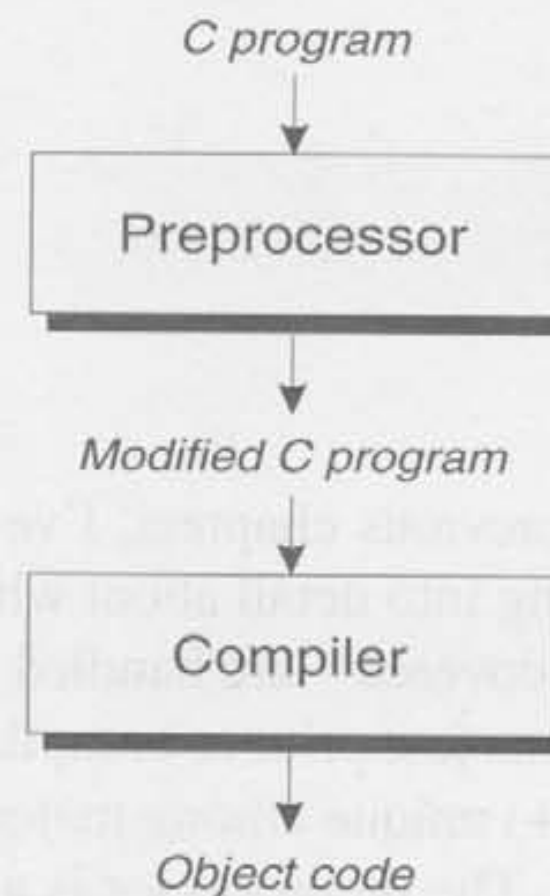 C program
Preprocessor
Modified C program
Compiler
Object code